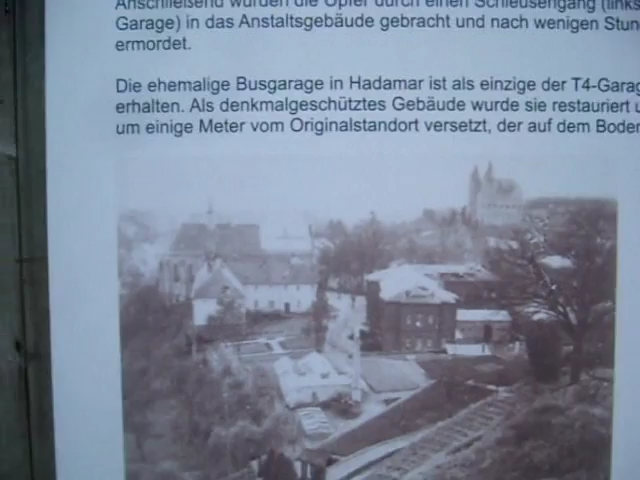 Anschließend wurden die Opfer durch einen Schleusengang (links
Garage) in das Anstaltsgebäude gebracht und nach wenigen Stun
ermordet.
Die ehemalige Busgarage in Hadamar ist als einzige der T4-Garag
erhalten. Als denkmalgeschütztes Gebäude wurde sie restauriert u
um einige Meter vom Originalstandort versetzt, der auf dem Boden